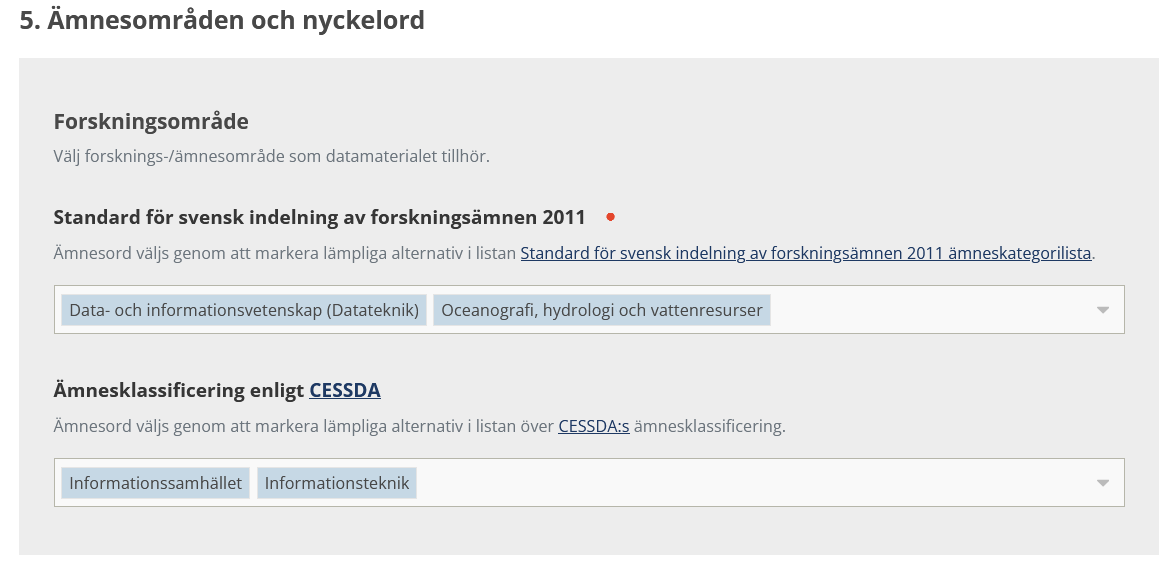 5. Ämnesområden och nyckelord
Forskningsområde
Välj forsknings-/ämnesområde som datamaterialet tillhör.
Standard för svensk indelning av forskningsämnen 2011
Ämnesord väljs genom att markera lämpliga alternativ i listan Standard för svensk indelning av forskningsämnen 2011 ämneskategorilista.
Data- och informationsvetenskap (Datateknik) Oceanografi, hydrologi och vattenresurser
Ämnesklassificering enligt CESSDA
Ämnesord väljs genom att markera lämpliga alternativ i listan över CESSDA:s ämnesklassificering.
Informationssamhället Informationsteknik